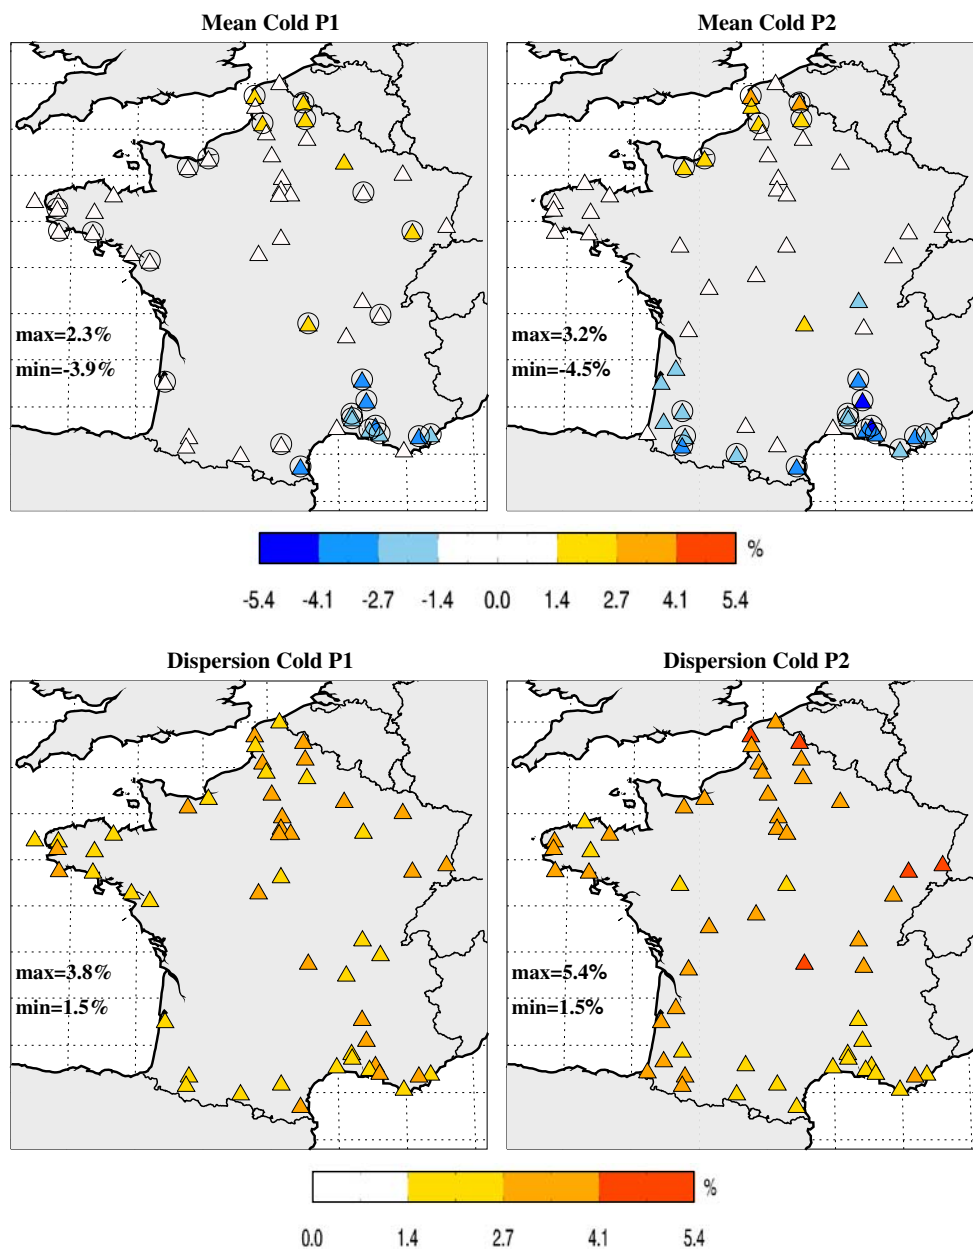 Mean Cold P1
Mean Cold P2
max=2.3%
min=-3.9%
max=3.2%
min=-4.5%
%
-5.4 -4.1 -2.7 -1.4 0.0 1.4 2.7 4.1 5.4
Dispersion Cold P1
Dispersion Cold P2
max=3.8%
min=1.5%
max=5.4%
min=1.5%
%
0.0 1.4 2.7 4.1 5.4